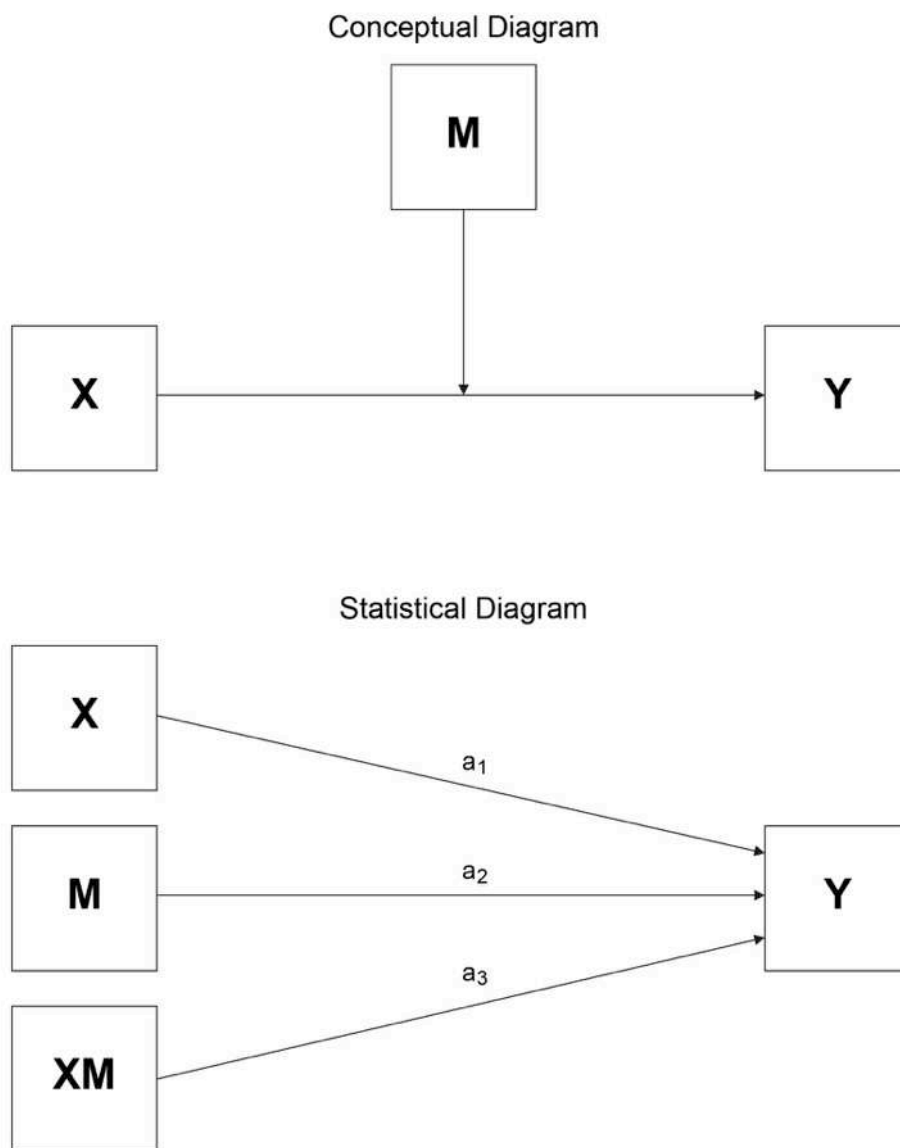 Conceptual Diagram
M
X
Y
Statistical Diagram
X
a₁
M
a₂
Y
a₃
XM